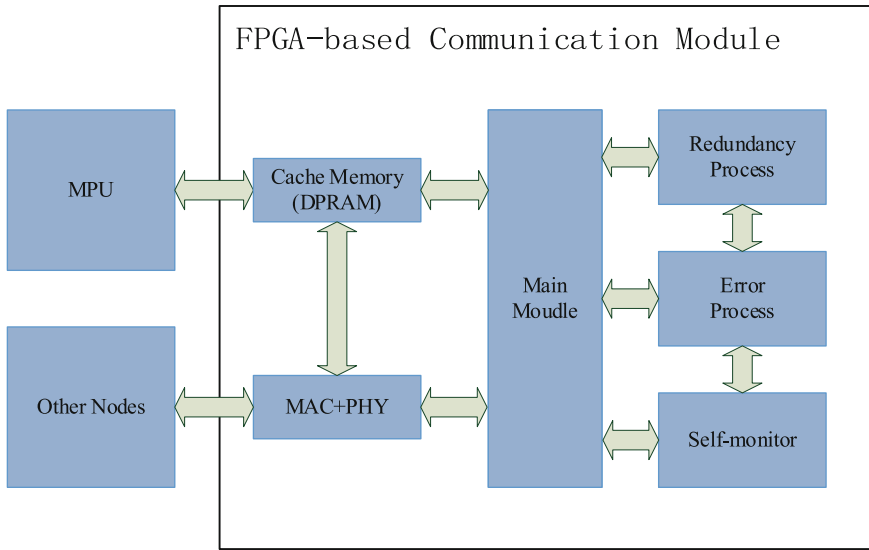 FPGA-based Communication Module
MPU
Cache Memory
(DPRAM)
Redundancy
Process
Main
Moudle
Error
Process
Other Nodes
MAC+PHY
Self-monitor